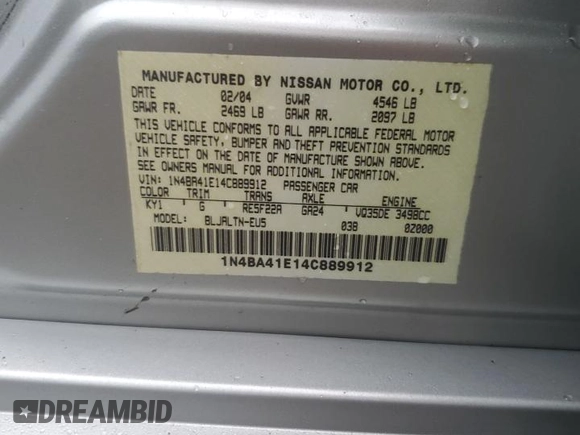 MANUFACTURED BY NISSAN MOTOR CO., LTD.
DATE 02/04 GVWR 4546 LB
GAWR FR. 2469 LB GAWR RR. 2097 LB
THIS VEHICLE CONFORMS TO ALL APPLICABLE FEDERAL MOTOR
VEHICLE SAFETY, BUMPER AND THEFT PREVENTION STANDARDS
IN EFFECT ON THE DATE OF MANUFACTURE SHOWN ABOVE.
SEE OWNERS MANUAL FOR ADDITIONAL INFORMATION.
VIN: 1N4BA41E14C889912 PASSENGER CAR
COLOR TRIM TRANS AXLE ENGINE
KY1 G RE5F22A GA24 VQ35DE 3498CC
MODEL: BLJALTN-EU5 03B 0Z000
1N4BA41E14C889912
DREAMBID